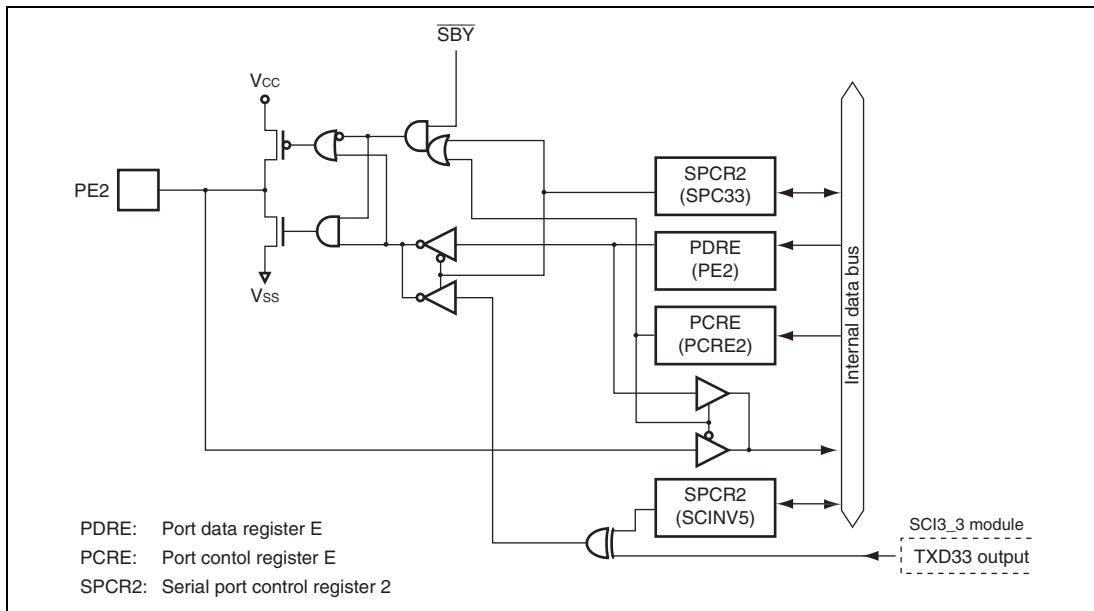 SBY
VCC
PE2
VSS
SPCR2
(SPC33)
PDRE
(PE2)
PCRE
(PCRE2)
SPCR2
(SCINV5)
Internal data bus
SCI3_3 module
TXD33 output
PDRE: Port data register E
PCRE: Port contol register E
SPCR2: Serial port control register 2